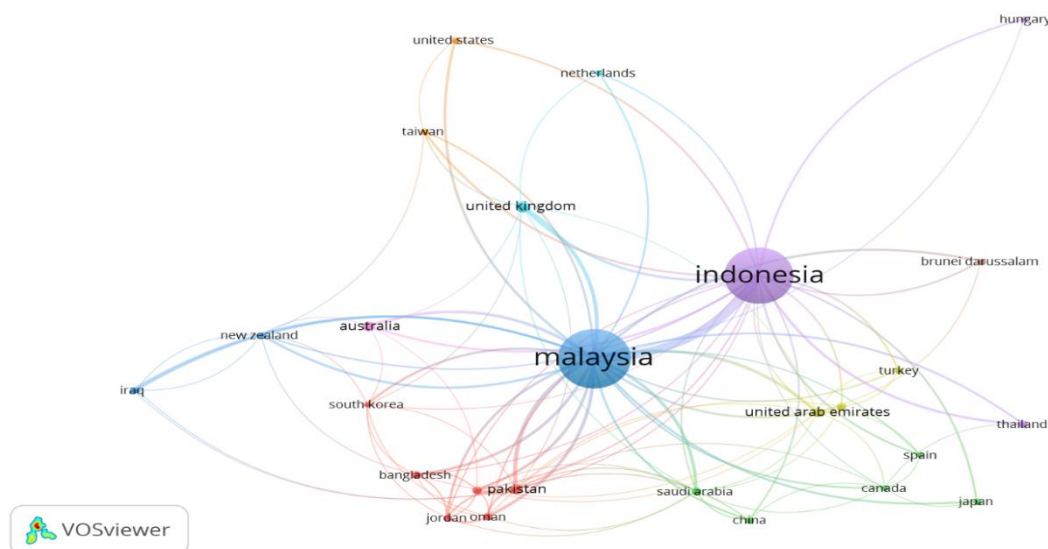 hungary
united states
netherlands
taiwan
united kingdom
brunei darussalam
indonesia
australia
new zealand
malaysia
turkey
iraq
south korea
united arab emirates
thailand
spain
bangladesh
pakistan
saudi arabia
canada
japan
jordan
oman
china
VOSviewer